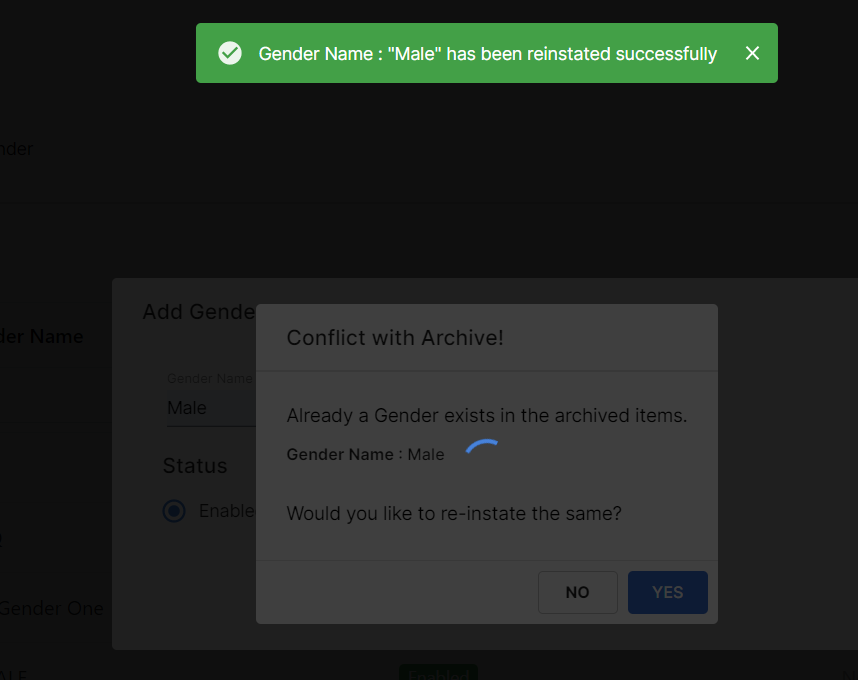 Gender Name : "Male" has been reinstated successfully
nder
Add Gende
Conflict with Archive!
der Name
Gender Name
Male
Already a Gender exists in the archived items.
Gender Name : Male
Status
Enable
Would you like to re-instate the same?
NO YES
Gender One
ALE
Enabled